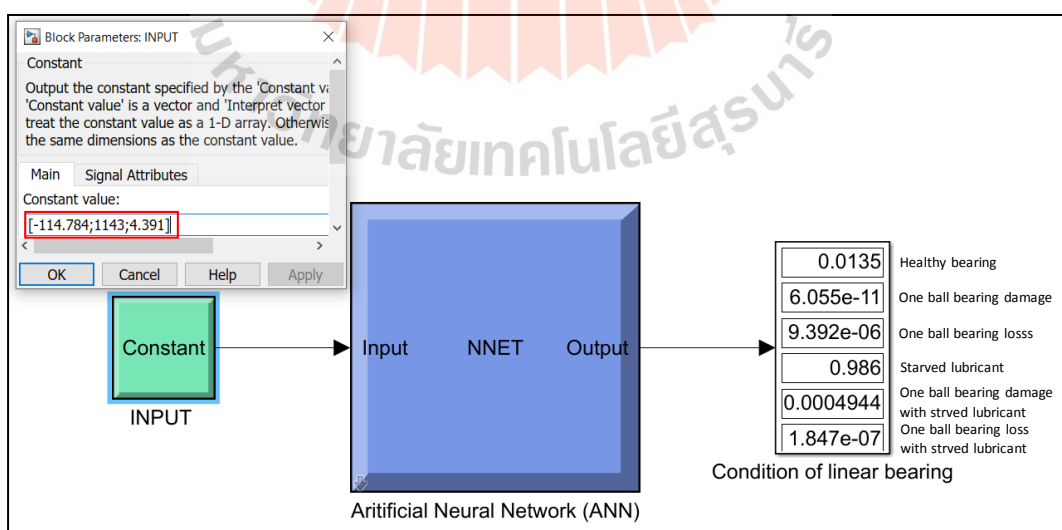 Block Parameters: INPUT
Constant
Output the constant specified by the 'Constant va
'Constant value' is a vector and 'Interpret vector
treat the constant value as a 1-D array. Otherwis
the same dimensions as the constant value.
Main Signal Attributes
Constant value:
[-114.784;1143;4.391]
OK Cancel Help Apply
มหาวิทยาลัยเทคโนโลยีสุรนารี
Constant
INPUT
Input NNET Output
Aritificial Neural Network (ANN)
0.0135 Healthy bearing
6.055e-11 One ball bearing damage
9.392e-06 One ball bearing losss
0.986 Starved lubricant
0.0004944 One ball bearing damage
with strved lubricant
1.847e-07 One ball bearing loss
with strved lubricant
Condition of linear bearing